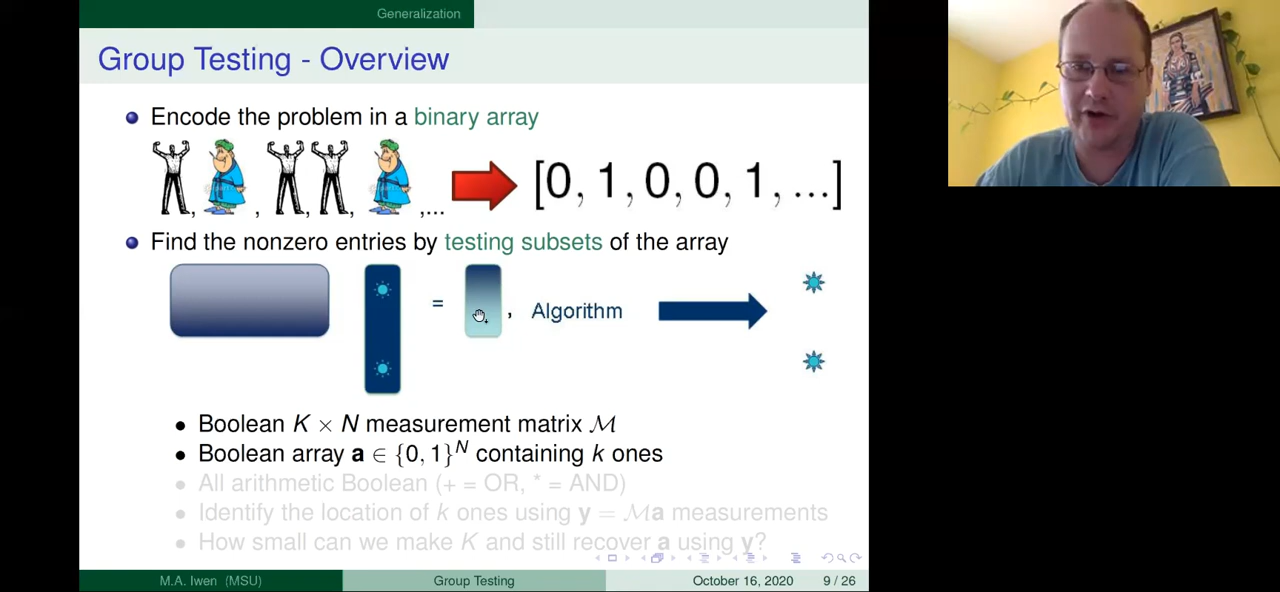 Generalization
Group Testing - Overview
Encode the problem in a binary array
, , , , ,... [0, 1, 0, 0, 1, ...]
Find the nonzero entries by testing subsets of the array
= , Algorithm
Boolean K × N measurement matrix ℳ
Boolean array a ∈ {0, 1}^N containing k ones
All arithmetic Boolean (+ = OR, * = AND)
Identify the location of k ones using y = ℳa measurements
How small can we make K and still recover a using y?
M.A. Iwen (MSU) Group Testing October 16, 2020 9 / 26